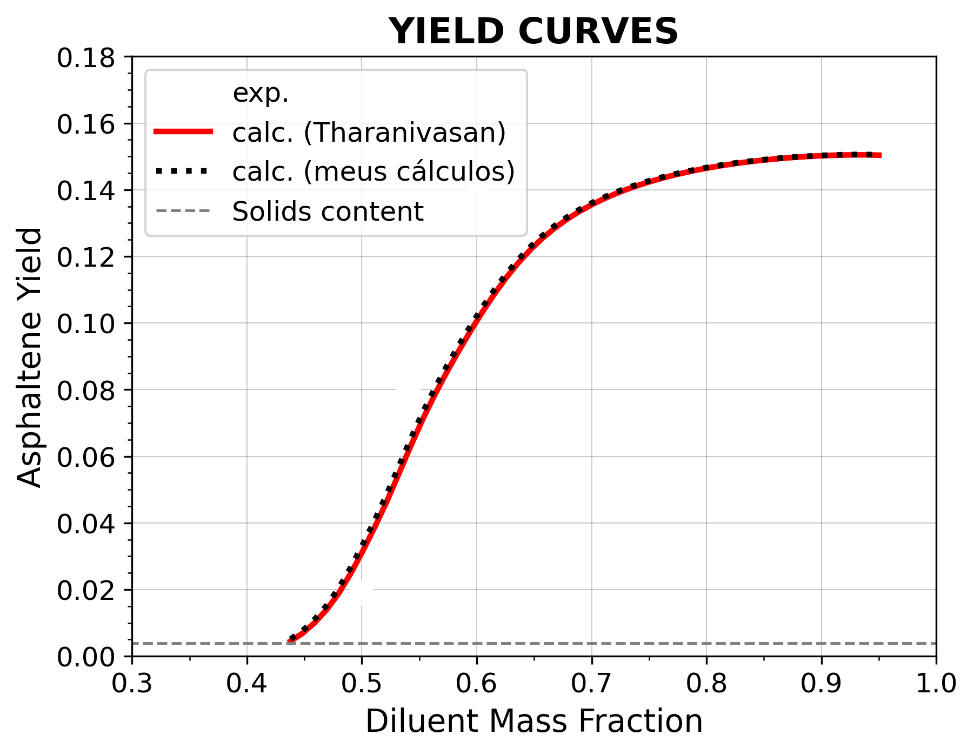 YIELD CURVES
0.18
0.16
0.14
0.12
0.10
0.08
0.06
0.04
0.02
0.00
Asphaltene Yield
exp.
calc. (Tharanivasan)
calc. (meus cálculos)
Solids content
0.3 0.4 0.5 0.6 0.7 0.8 0.9 1.0
Diluent Mass Fraction